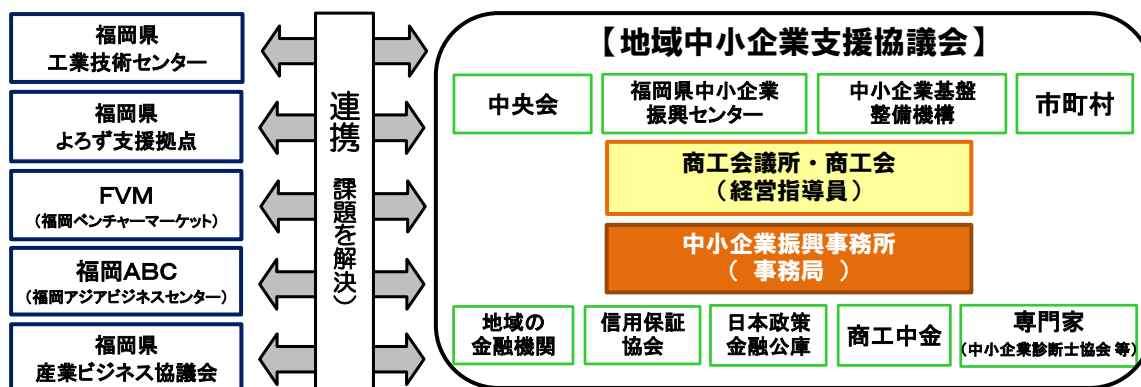 福岡県
工業技術センター
福岡県
よろず支援拠点
FVM
(福岡ベンチャーマーケット)
福岡ABC
(福岡アジアビジネスセンター)
福岡県
産業ビジネス協議会
連携
課題を解決)
【地域中小企業支援協議会】
中央会
福岡県中小企業
振興センター
中小企業基盤
整備機構
市町村
商工会議所・商工会
(経営指導員)
中小企業振興事務所
( 事務局 )
地域の
金融機関
信用保証
協会
日本政策
金融公庫
商工中金
専門家
(中小企業診断士協会 等)